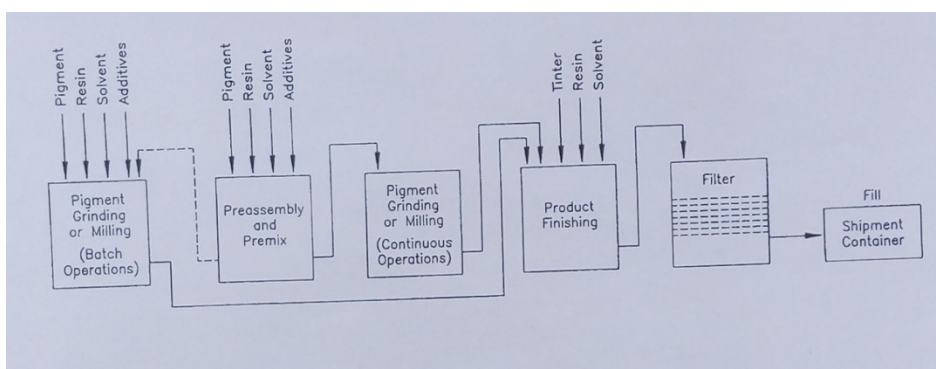 Pigment
Resin
Solvent
Additives
Pigment
Grinding
or Milling
(Batch
Operations)
Pigment
Resin
Solvent
Additives
Preassembly
and
Premix
Pigment
Grinding
or Milling
(Continuous
Operations)
Tinter
Resin
Solvent
Product
Finishing
Filter
Fill
Shipment
Container